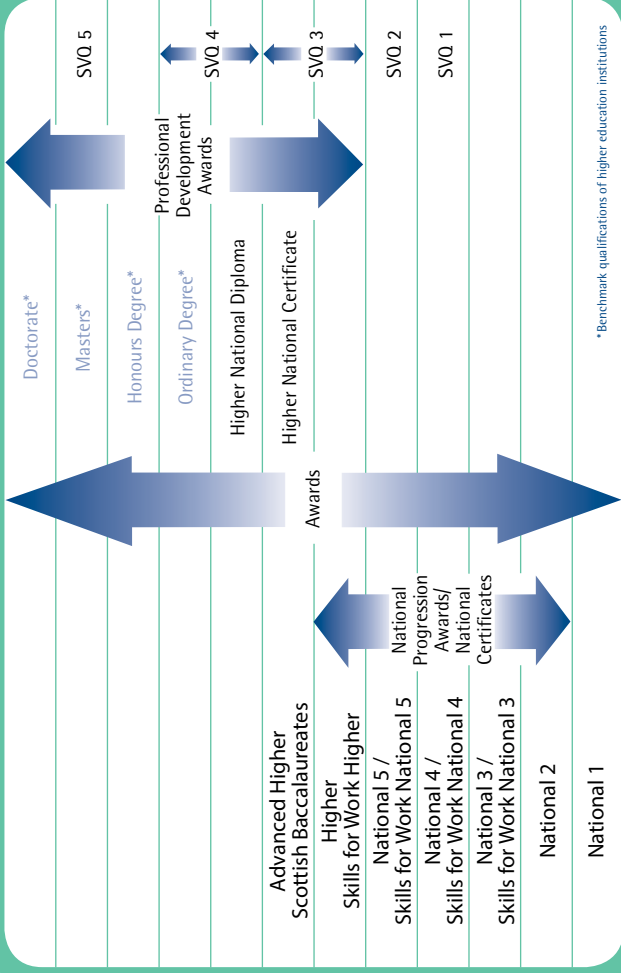 Advanced Higher
Scottish Baccalaureates
Higher
Skills for Work Higher
National 5 /
Skills for Work National 5
National 4 /
Skills for Work National 4
National 3 /
Skills for Work National 3
National 2
National 1
National
Progression
Awards/
National
Certificates
Awards
Doctorate*
Masters*
Honours Degree*
Ordinary Degree*
Higher National Diploma
Higher National Certificate
Professional
Development
Awards
SVQ 5
SVQ 4
SVQ 3
SVQ 2
SVQ 1
*Benchmark qualifications of higher education institutions